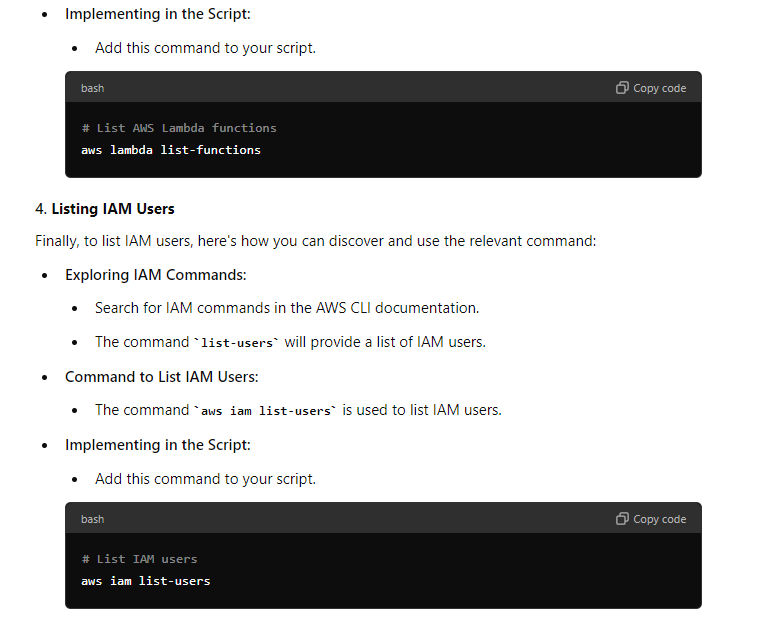 Implementing in the Script:
Add this command to your script.
bash
Copy code
# List AWS Lambda functions
aws lambda list-functions
4. Listing IAM Users
Finally, to list IAM users, here's how you can discover and use the relevant command:
Exploring IAM Commands:
Search for IAM commands in the AWS CLI documentation.
The command `list-users` will provide a list of IAM users.
Command to List IAM Users:
The command `aws iam list-users` is used to list IAM users.
Implementing in the Script:
Add this command to your script.
bash
Copy code
# List IAM users
aws iam list-users